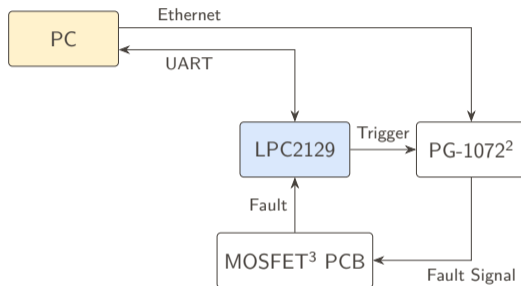 Ethernet
PC
UART
Trigger
LPC2129
PG-1072²
Fault
MOSFET³ PCB
Fault Signal